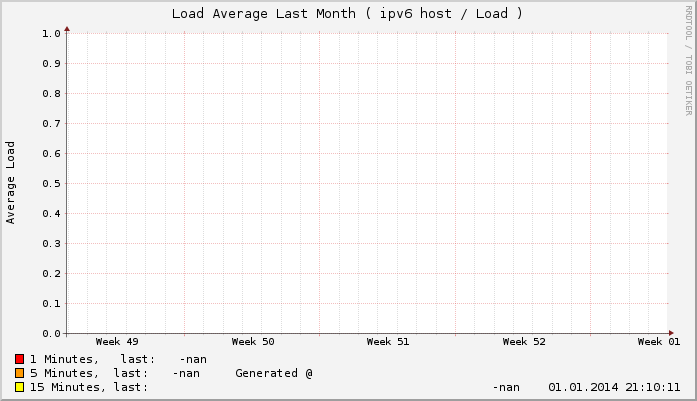 Load Average Last Month ( ipv6 host / Load )
RRDTOOL / TOBI OETIKER
Average Load
1.0
0.9
0.8
0.7
0.6
0.5
0.4
0.3
0.2
0.1
0.0
Week 49 Week 50 Week 51 Week 52 Week 01
1 Minutes, last: -nan
5 Minutes, last: -nan Generated @
15 Minutes, last: -nan 01.01.2014 21:10:11